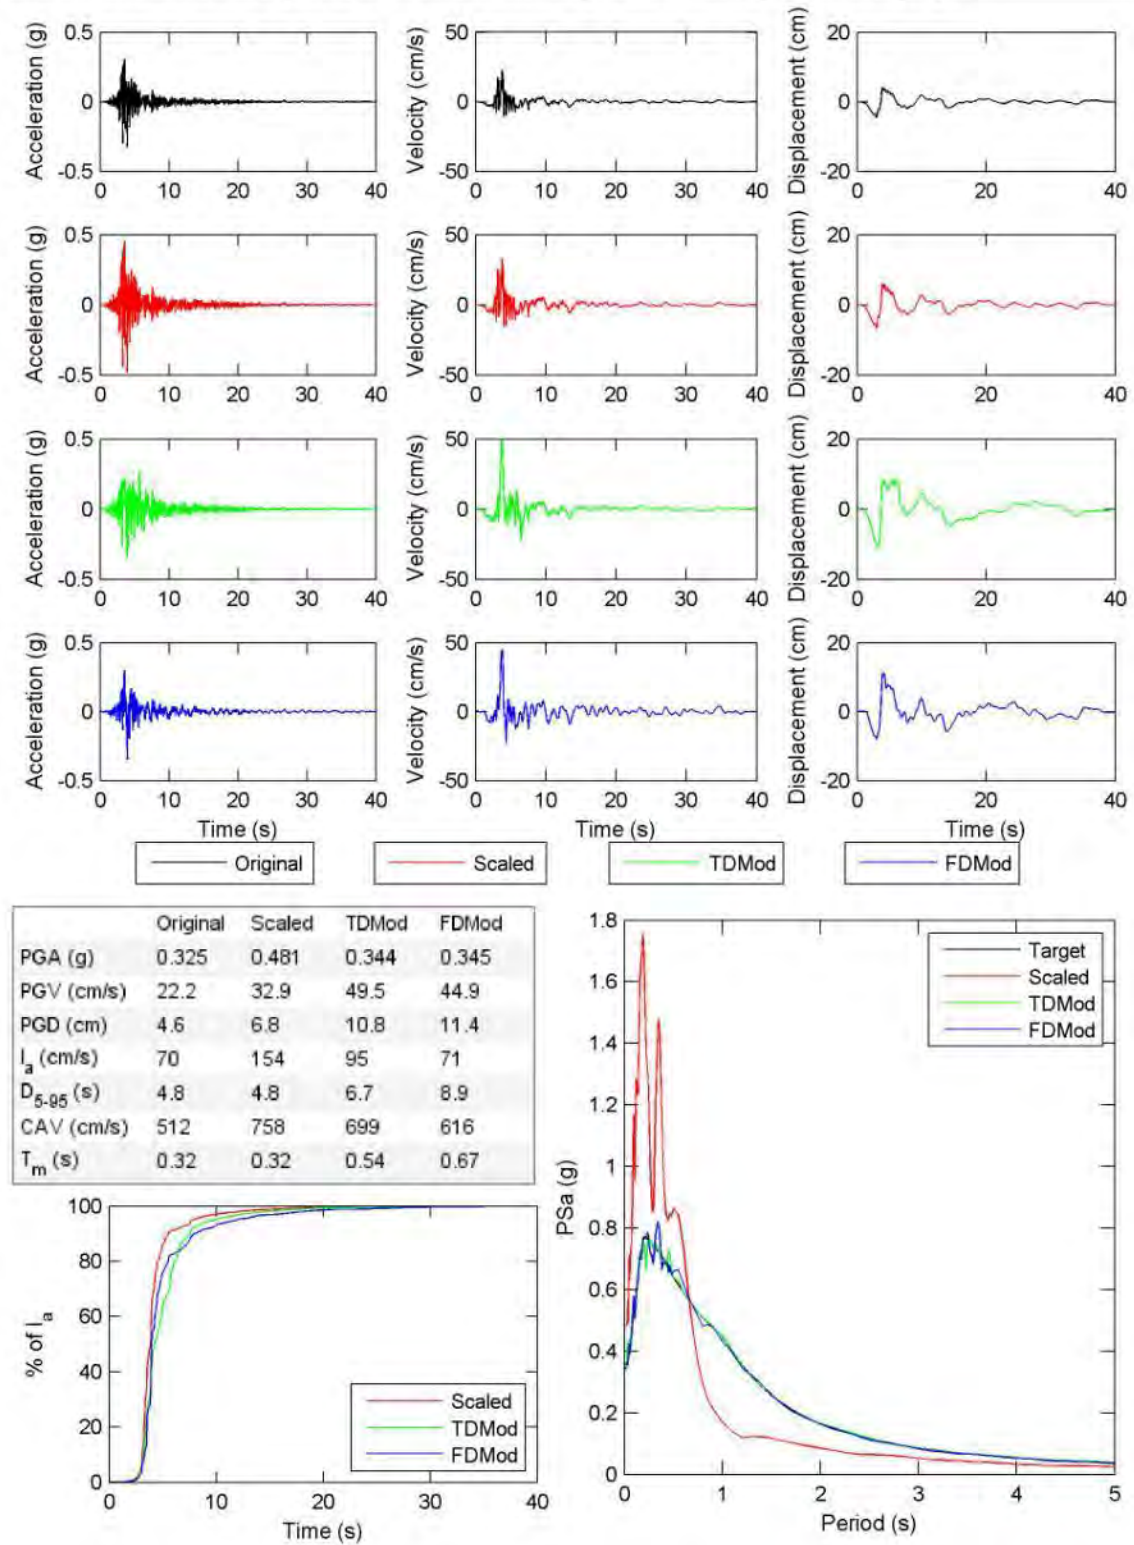 Acceleration (g)
0.5
0
-0.5
0 10 20 30 40
Velocity (cm/s)
50
0
-50
0 10 20 30 40
Displacement (cm)
20
0
-20
0 20 40
Acceleration (g)
0.5
0
-0.5
0 10 20 30 40
Velocity (cm/s)
50
0
-50
0 10 20 30 40
Displacement (cm)
20
0
-20
0 20 40
Acceleration (g)
0.5
0
-0.5
0 10 20 30 40
Velocity (cm/s)
50
0
-50
0 10 20 30 40
Displacement (cm)
20
0
-20
0 20 40
Acceleration (g)
0.5
0
-0.5
0 10 20 30 40
Time (s)
Velocity (cm/s)
50
0
-50
0 10 20 30 40
Time (s)
Displacement (cm)
20
0
-20
0 20 40
Time (s)
Original Scaled TDMod FDMod
Original Scaled TDMod FDMod
PGA (g) 0.325 0.481 0.344 0.345
PGV (cm/s) 22.2 32.9 49.5 44.9
PGD (cm) 4.6 6.8 10.8 11.4
Ia (cm/s) 70 154 95 71
D5-95 (s) 4.8 4.8 6.7 8.9
CAV (cm/s) 512 758 699 616
Tm (s) 0.32 0.32 0.54 0.67
% of Ia
100
80
60
40
20
0
0 10 20 30 40
Time (s)
Scaled
TDMod
FDMod
PSa (g)
1.8
1.6
1.4
1.2
1
0.8
0.6
0.4
0.2
0
0 1 2 3 4 5
Period (s)
Target
Scaled
TDMod
FDMod